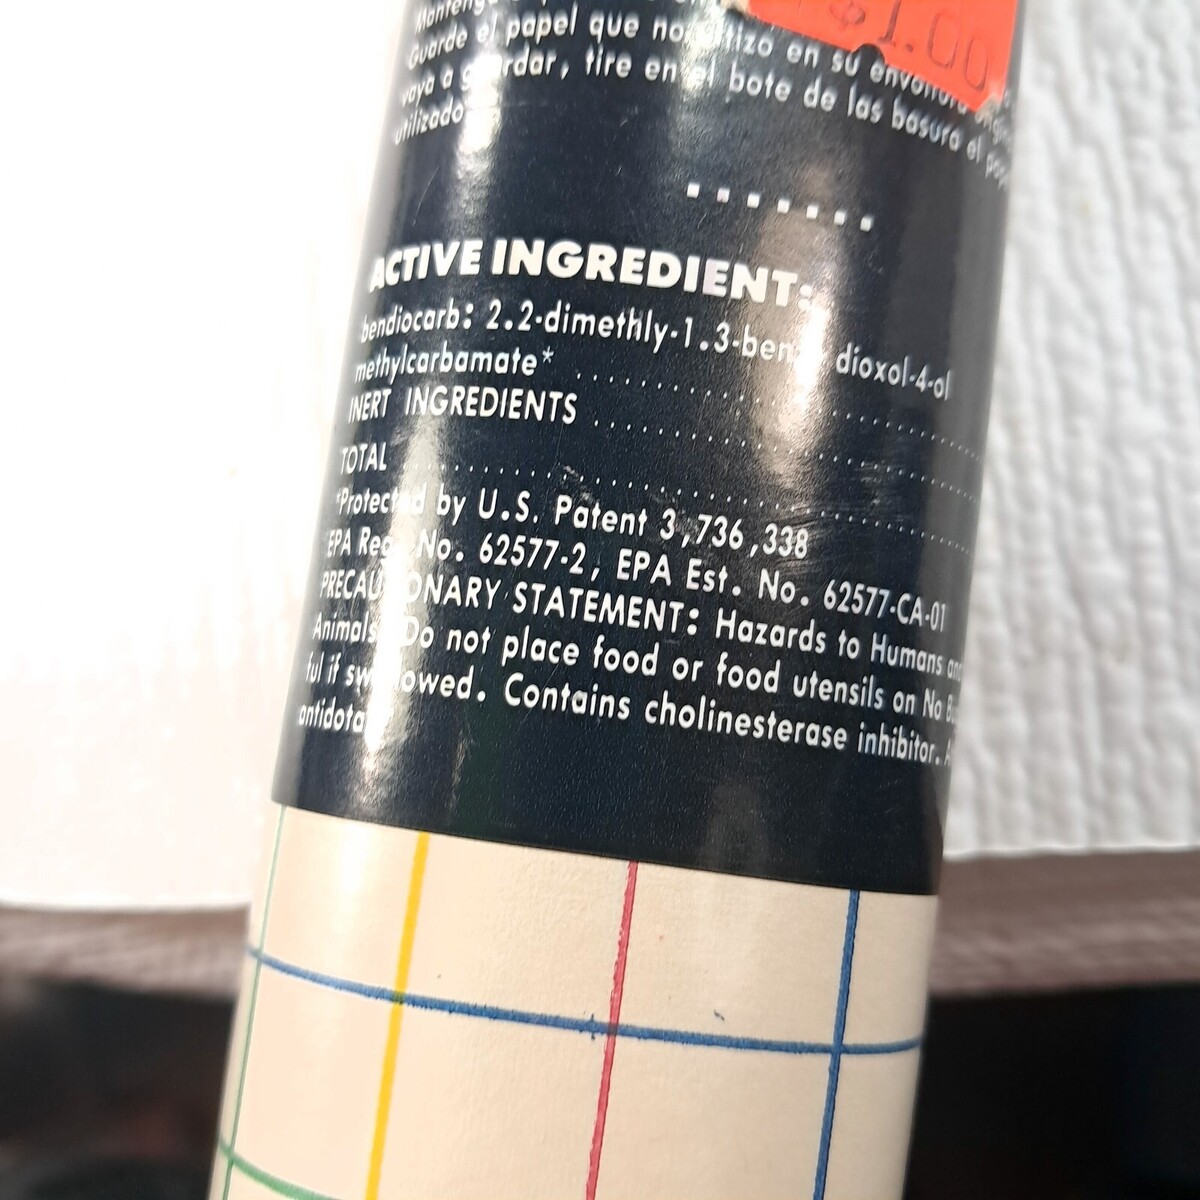 $1.00
Guarde el papel que no utilizo en su envoltura
vaya a guardar, tire en el bote de las basura el
utilizado
ACTIVE INGREDIENT:
bendiocarb: 2.2-dimethly-1.3-ben dioxol-4-ol
methylcarbamate* ....................
INERT INGREDIENTS ....................
TOTAL ....................
*Protected by U.S. Patent 3,736,338
EPA Reg. No. 62577-2, EPA Est. No. 62577-CA-01
PRECAUTIONARY STATEMENT: Hazards to Humans and
Animals. Do not place food or food utensils on No
ful if swallowed. Contains cholinesterase inhibitor.
antidotal